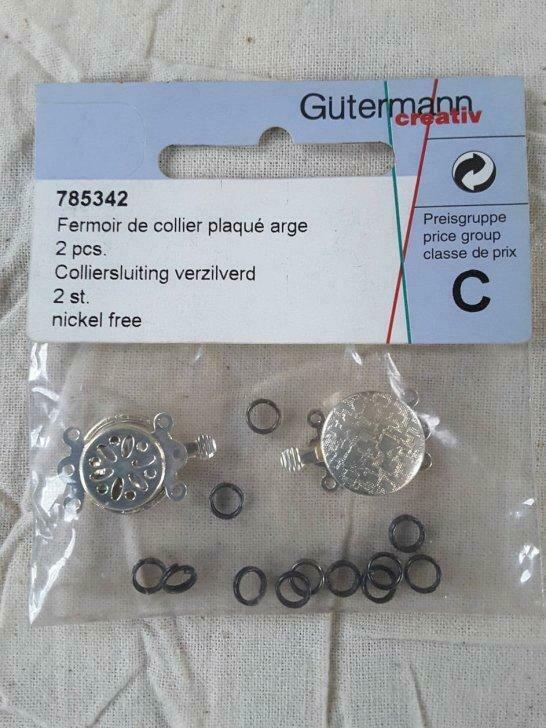 Gütermann
creativ
785342
Fermoir de collier plaqué arge
2 pcs.
Colliersluiting verzilverd
2 st.
nickel free
Preisgruppe
price group
classe de prix
C